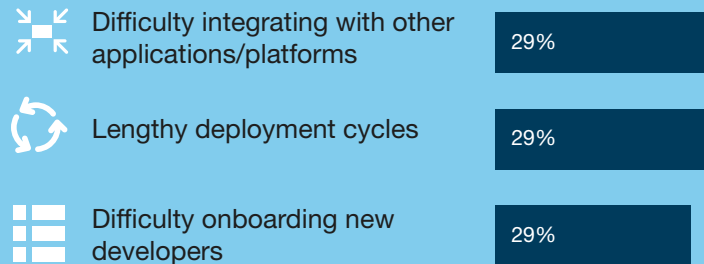 Difficulty integrating with other
applications/platforms
29%
Lengthy deployment cycles
29%
Difficulty onboarding new
developers
29%